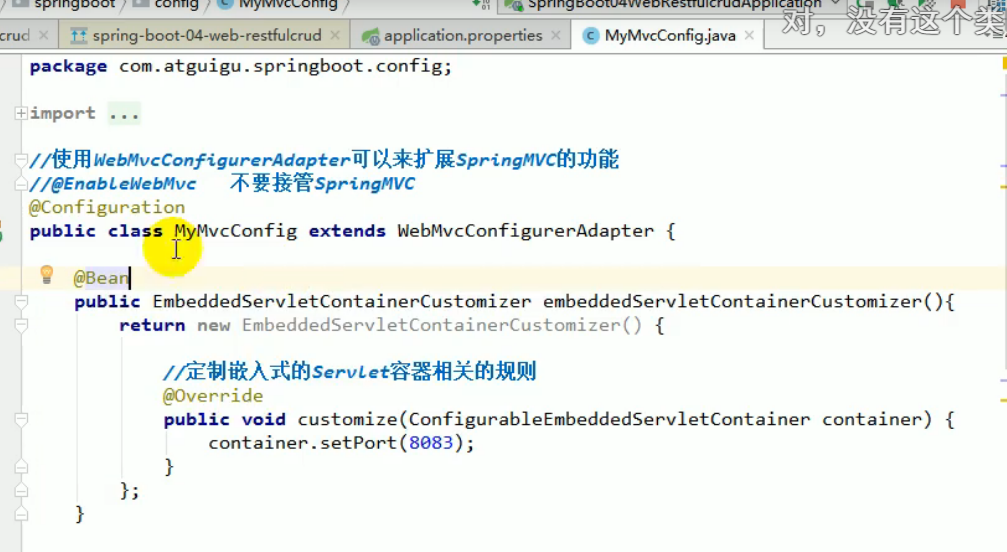 springboot config MyMvcConfig SpringBoot04WebRestfulcrudApplication
对，没有这个类
crud spring-boot-04-web-restfulcrud application.properties MyMvcConfig.java
package com.atguigu.springboot.config;
import ...
//使用WebMvcConfigurerAdapter可以来扩展SpringMVC的功能
//@EnableWebMvc 不要接管SpringMVC
@Configuration
public class MyMvcConfig extends WebMvcConfigurerAdapter {
@Bean
public EmbeddedServletContainerCustomizer embeddedServletContainerCustomizer(){
return new EmbeddedServletContainerCustomizer() {
//定制嵌入式的Servlet容器相关的规则
@Override
public void customize(ConfigurableEmbeddedServletContainer container) {
container.setPort(8083);
}
};
}